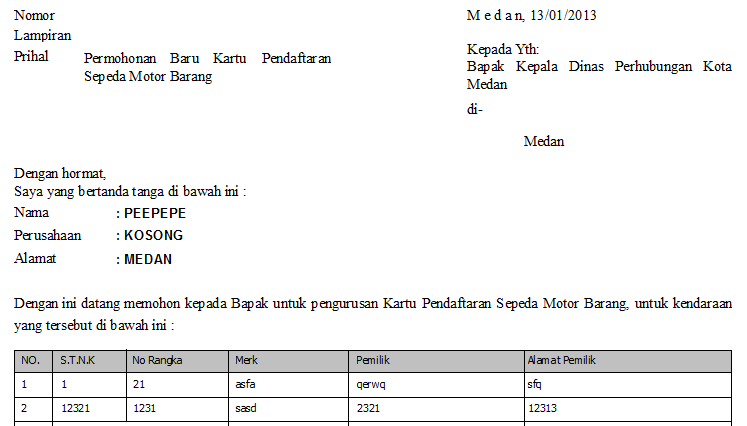 Nomor
M e d a n, 13/01/2013
Lampiran
Prihal Permohonan Baru Kartu Pendaftaran
Sepeda Motor Barang
Kepada Yth:
Bapak Kepala Dinas Perhubungan Kota
Medan
di-
Medan
Dengan hormat,
Saya yang bertanda tanga di bawah ini :
Nama : PEEPEPE
Perusahaan : KOSONG
Alamat : MEDAN
Dengan ini datang memohon kepada Bapak untuk pengurusan Kartu Pendaftaran Sepeda Motor Barang, untuk kendaraan
yang tersebut di bawah ini :
NO. S.T.N.K No Rangka Merk Pemilik Alamat Pemilik
1 1 21 asfa qerwq sfq
2 12321 1231 sasd 2321 12313